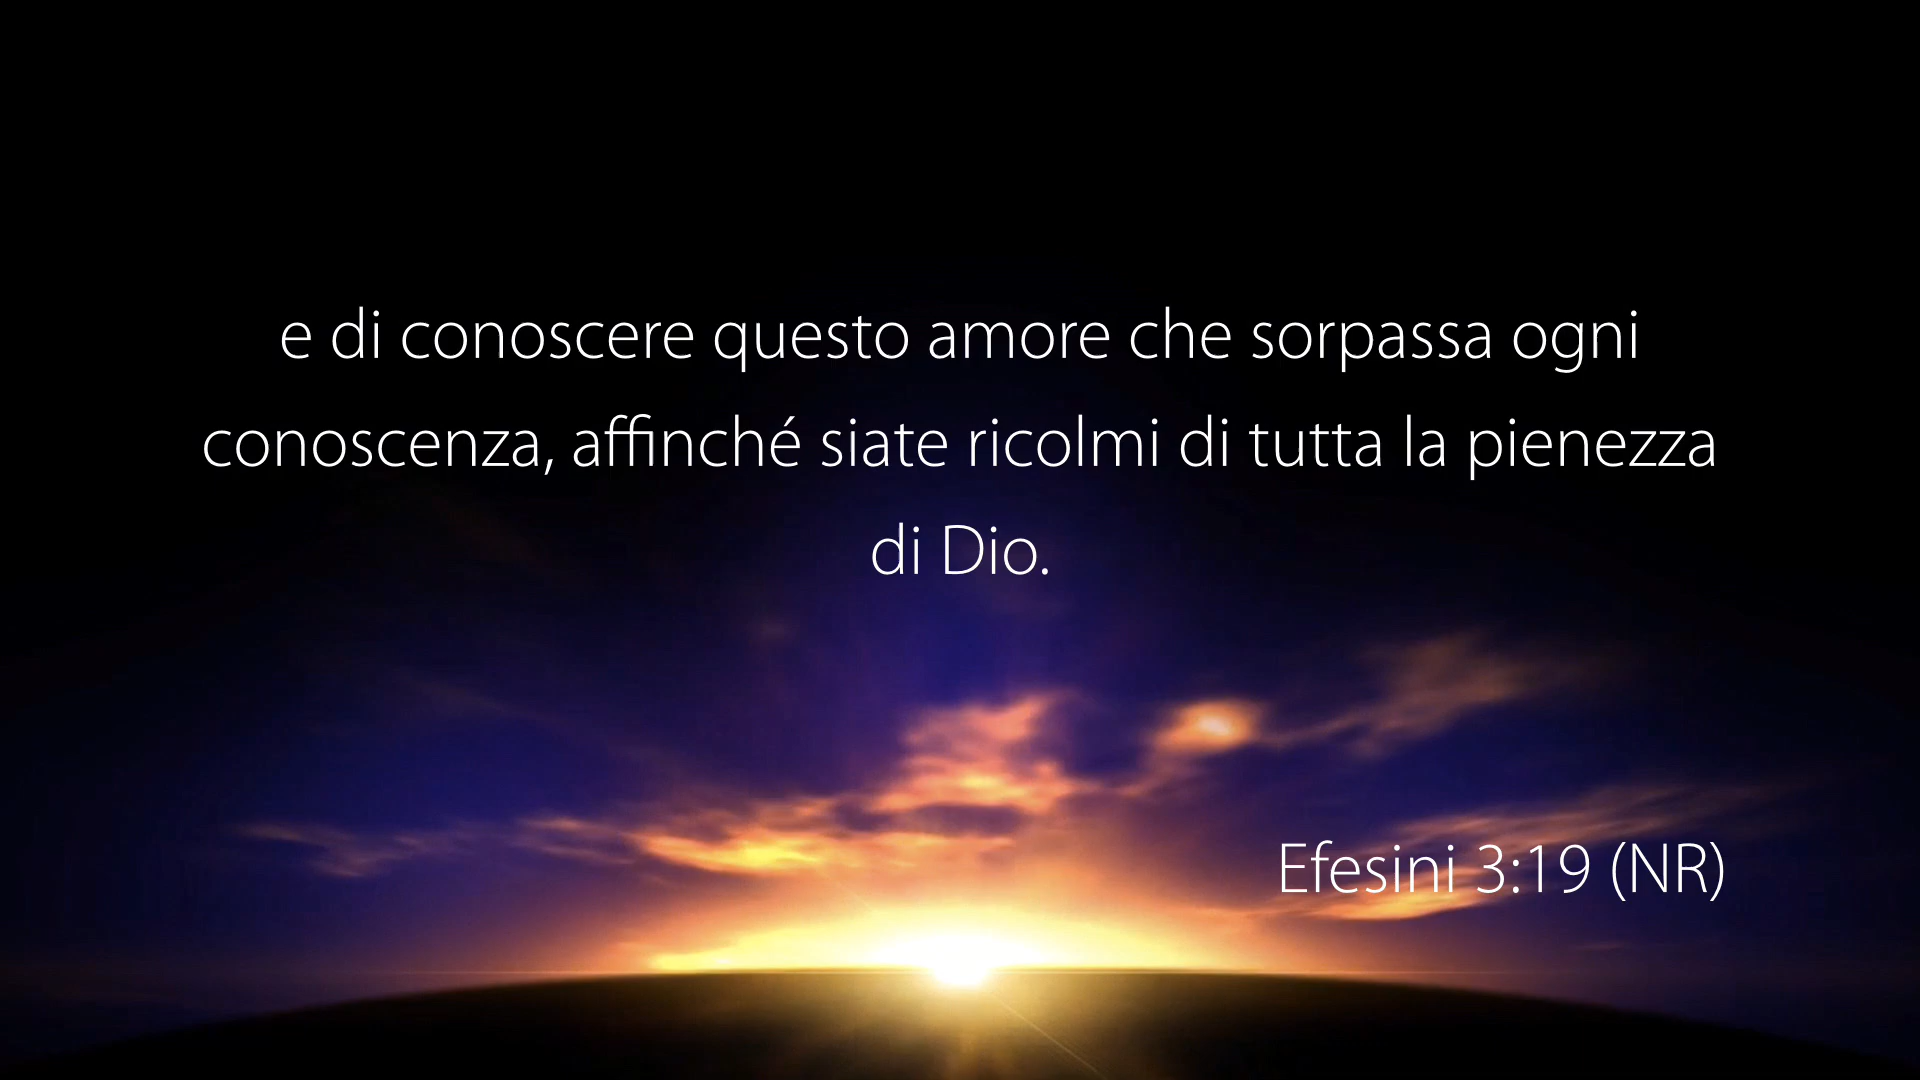 e di conoscere questo amore che sorpassa ogni
conoscenza, affinché siate ricolmi di tutta la pienezza
di Dio.
Efesini 3:19 (NR)